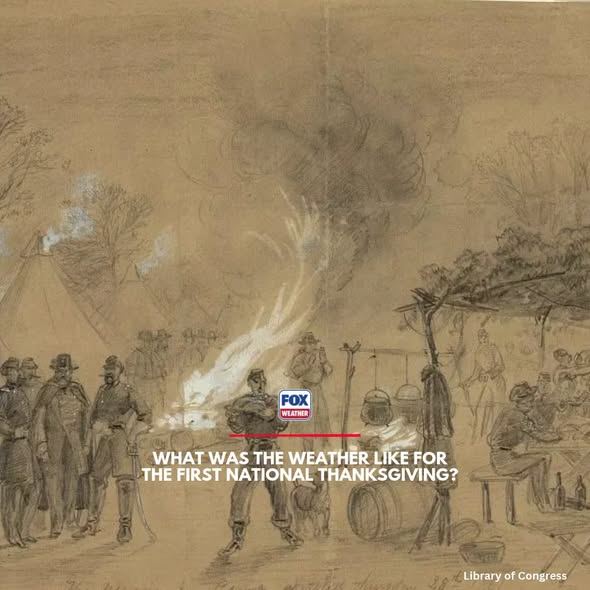 FOX
WEATHER
WHAT WAS THE WEATHER LIKE FOR
THE FIRST NATIONAL THANKSGIVING?
Library of Congress